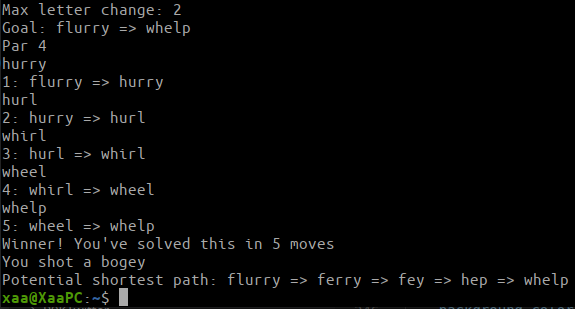 Max letter change: 2
Goal: flurry => whelp
Par 4
hurry
1: flurry => hurry
hurl
2: hurry => hurl
whirl
3: hurl => whirl
wheel
4: whirl => wheel
whelp
5: wheel => whelp
Winner! You've solved this in 5 moves
You shot a bogey
Potential shortest path: flurry => ferry => fey => hep => whelp
xaa@XaaPC:~$